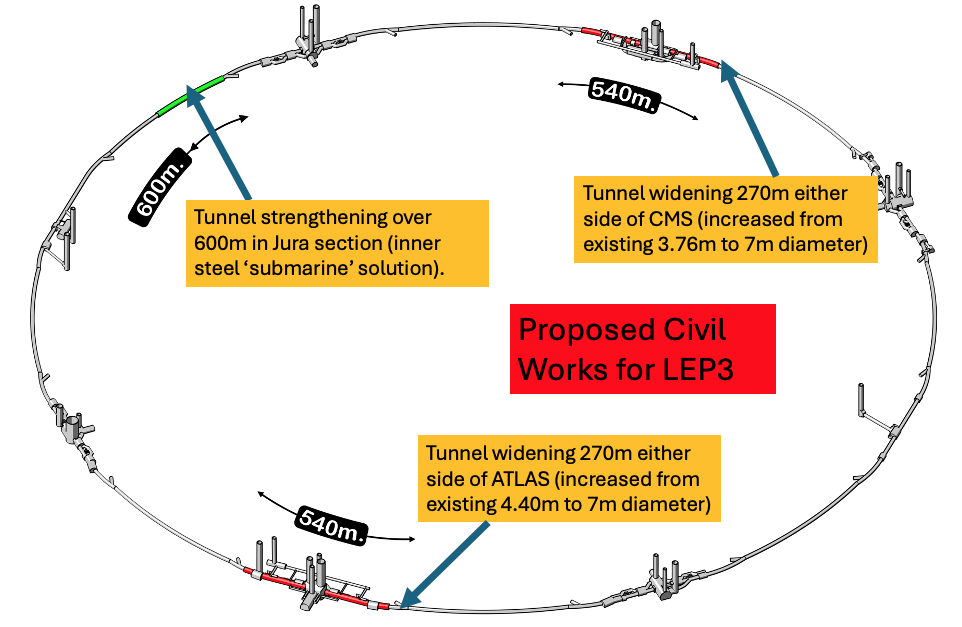 540m.
600m.
Tunnel widening 270m either
side of CMS (increased from
existing 3.76m to 7m diameter)
Tunnel strengthening over
600m in Jura section (inner
steel ‘submarine’ solution).
Proposed Civil
Works for LEP3
Tunnel widening 270m either
side of ATLAS (increased from
existing 4.40m to 7m diameter)
540m.